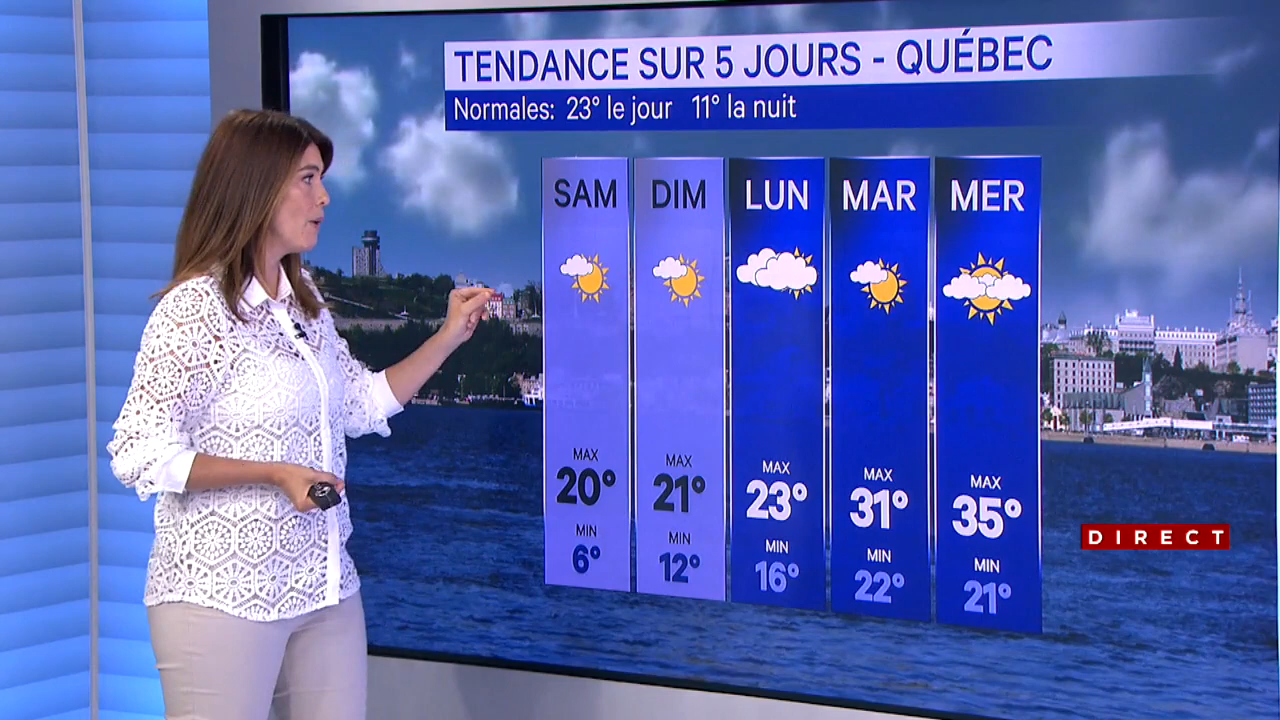 TENDANCE SUR 5 JOURS - QUÉBEC
Normales: 23° le jour 11° la nuit
SAM DIM LUN MAR MER
MAX MAX MAX MAX MAX
20° 21° 23° 31° 35°
MIN MIN MIN MIN MIN
6° 12° 16° 22° 21°
DIRECT